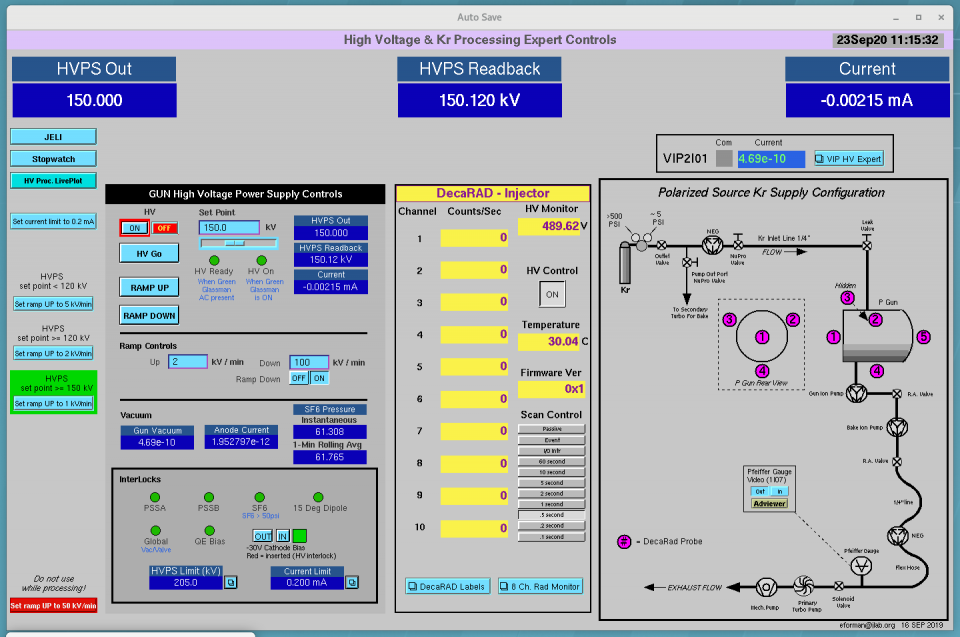 Auto Save
High Voltage & Kr Processing Expert Controls
23Sep20 11:15:32
HVPS Out
150.000
HVPS Readback
150.120 kV
Current
-0.00215 mA
JELI
Stopwatch
HV Proc. LivePlot
Set current limit to 0.2 mA
HVPS
set point < 120 kV
Set ramp UP to 5 kV/min
HVPS
set point >= 120 kV
Set ramp UP to 2 kV/min
HVPS
set point >= 150 kV
Set ramp UP to 1 kV/min
Do not use
while processing!
Set ramp UP to 50 kV/min
GUN High Voltage Power Supply Controls
HV
ON
OFF
HV Go
RAMP UP
RAMP DOWN
Set Point
150.0
kV
HV Ready
When Green
Glassman
AC present
HV On
When Green
Glassman
is ON
HVPS Out
150.000
HVPS Readback
150.12 kV
Current
-0.00215 mA
Ramp Controls
Up
2
kV / min
Down
100
kV / min
Ramp Down
OFF
ON
Vacuum
Gun Vacuum
4.69e-10
Anode Current
1.952797e-12
SF6 Pressure
Instantaneous
61.308
1-Min Rolling Avg
61.765
InterLocks
PSSA
PSSB
SF6
SF6 > 50psi
15 Deg Dipole
Global
Vac/Valve
QE Bias
OUT
IN
-30V Cathode Bias
Red = inserted (HV interlock)
HVPS Limit (kV)
205.0
Current Limit
0.200 mA
DecaRAD - Injector
Channel
Counts/Sec
1
0
2
0
3
0
4
0
5
0
6
0
7
0
8
0
9
0
10
0
HV Monitor
489.62 V
HV Control
ON
Temperature
30.04 C
Firmware Ver
0x1
Scan Control
Passive
Event
I/O Intr
60 second
10 second
5 second
2 second
1 second
.5 second
.2 second
.1 second
DecaRAD Labels
8 Ch. Rad Monitor
VIP2I01
Com
Current
4.69e-10
VIP HV Expert
Polarized Source Kr Supply Configuration
>500
PSI
~ 5
PSI
Kr
Outlet
Valve
NEG
NuPro
Valve
Kr Inlet Line 1/4"
FLOW
Leak
Valve
Pump Out Port
NuPro Valve
To Secondary
Turbo For Bake
Hidden
3
P Gun
2
1
5
4
3
2
1
4
P Gun Rear View
Gun Ion Pump
R.A. Valve
Bake Ion Pump
R.A. Valve
1/4"line
NEG
Flex Hose
Pfeiffer Gauge
Video (1I07)
Out
In
Adviewer
# = DecaRad Probe
Pfeiffer Gauge
EXHAUST FLOW
Mech.Pump
Primary
Turbo Pump
Solenoid
Valve
eforman@jlab.org 16 SEP 2019